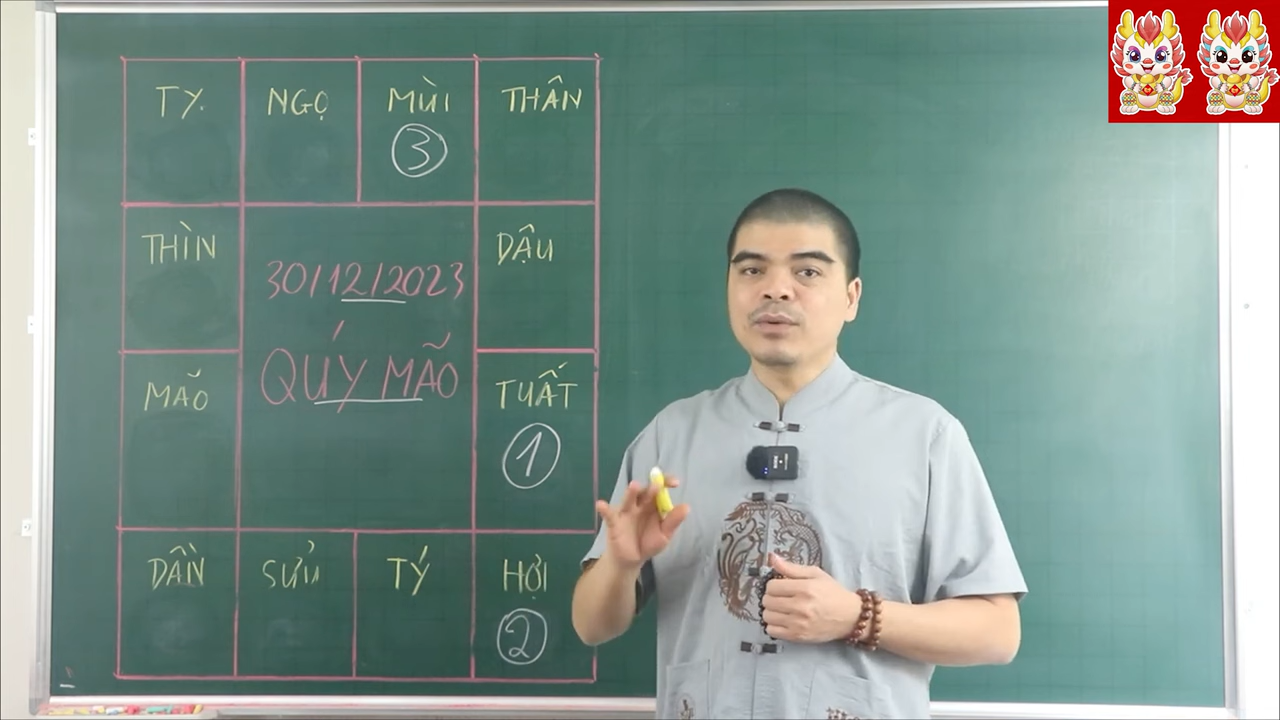 TỴ
NGỌ
MÙI
③
THÂN
THÌN
DẬU
30/12/2023
QUÝ MÃO
MÃO
TUẤT
①
DẦN
SỬU
TÝ
HỢI
②